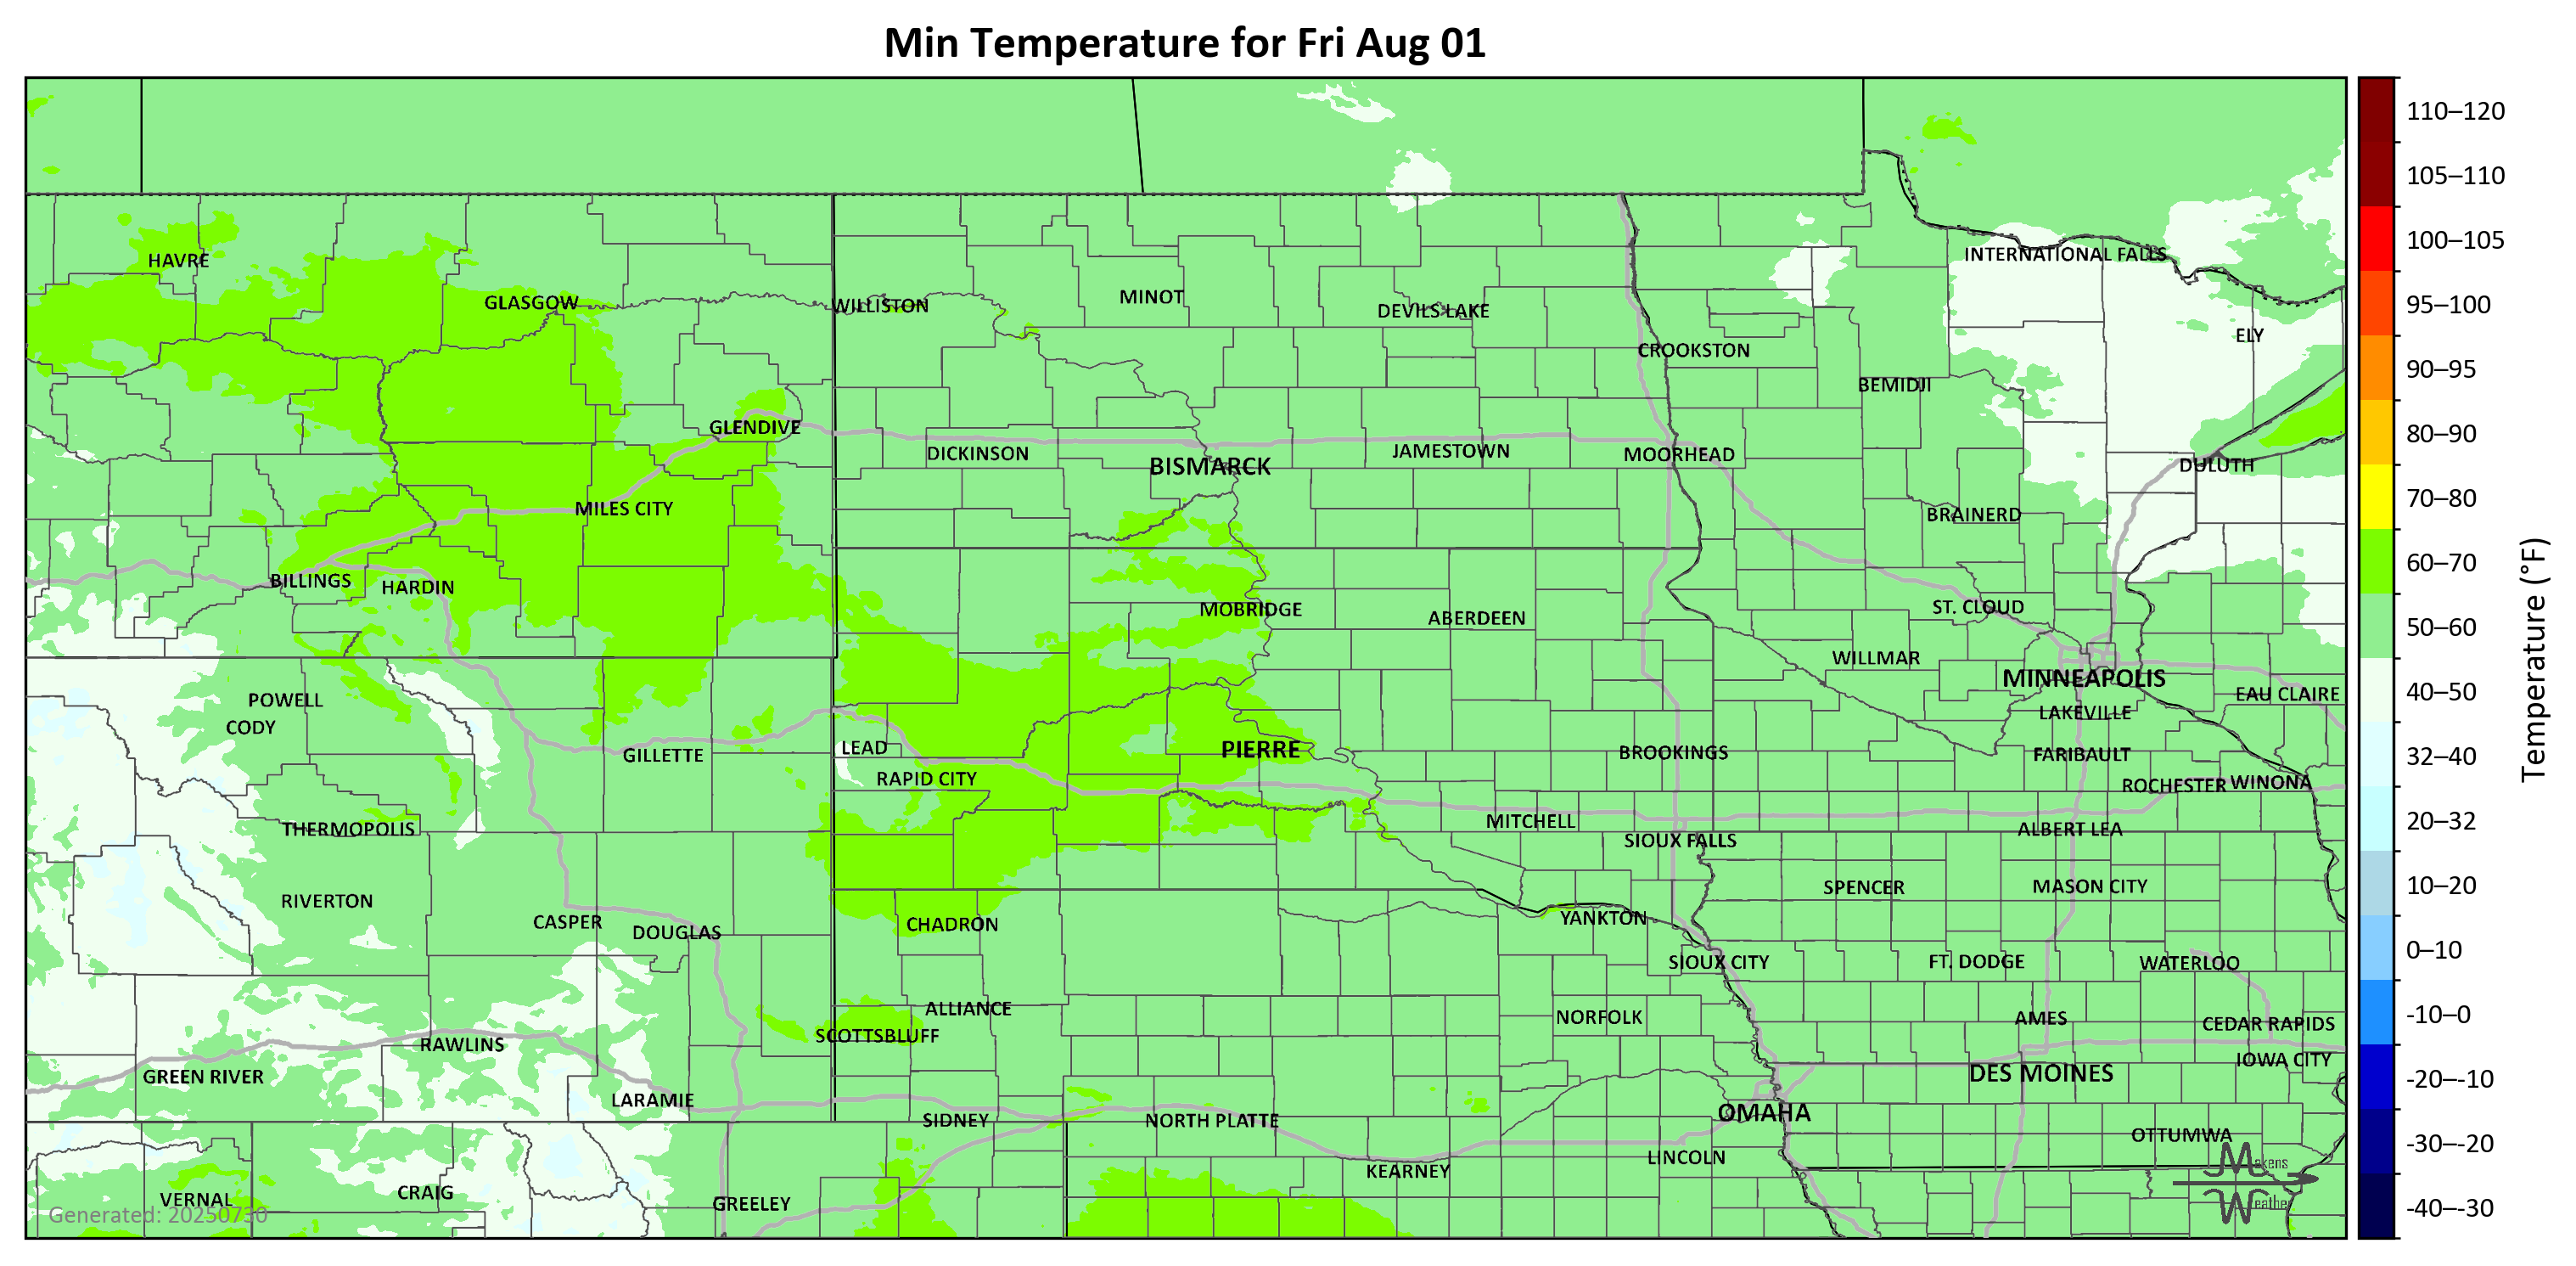 Min Temperature for Fri Aug 01
110–120
105–110
100–105
95–100
90–95
80–90
70–80
60–70
50–60
40–50
32–40
20–32
10–20
0–10
-10–0
-20–-10
-30–-20
-40–-30
Temperature (°F)
HAVRE
GLASGOW
WILLISTON
MINOT
DEVILS LAKE
INTERNATIONAL FALLS
ELY
CROOKSTON
BEMIDJI
GLENDIVE
DICKINSON
BISMARCK
JAMESTOWN
MOORHEAD
DULUTH
MILES CITY
BRAINERD
BILLINGS
HARDIN
MOBRIDGE
ABERDEEN
ST. CLOUD
WILLMAR
MINNEAPOLIS
EAU CLAIRE
POWELL
CODY
LAKEVILLE
GILLETTE
LEAD
PIERRE
BROOKINGS
FARIBAULT
RAPID CITY
ROCHESTER
WINONA
THERMOPOLIS
MITCHELL
SIOUX FALLS
ALBERT LEA
RIVERTON
SPENCER
MASON CITY
CASPER
DOUGLAS
CHADRON
YANKTON
SIOUX CITY
FT. DODGE
WATERLOO
ALLIANCE
NORFOLK
AMES
CEDAR RAPIDS
SCOTTSBLUFF
RAWLINS
IOWA CITY
GREEN RIVER
DES MOINES
LARAMIE
SIDNEY
NORTH PLATTE
OMAHA
OTTUMWA
LINCOLN
KEARNEY
VERNAL
CRAIG
GREELEY
Generated: 20250730
Makens
Weather